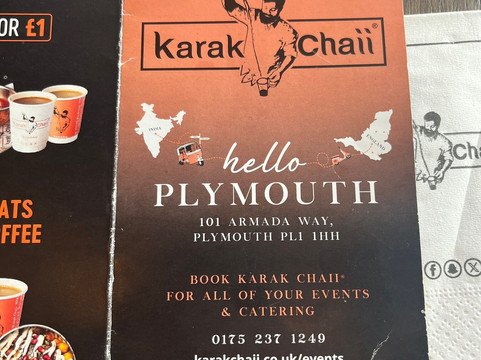 OR £1
ATS
FFEE
Karak Chaii®
INDIA
ENGLAND
hello
PLYMOUTH
101 ARMADA WAY,
PLYMOUTH PL1 1HH
BOOK KARAK CHAII®
FOR ALL OF YOUR EVENTS
& CATERING
0175 237 1249
karakchaii.co.uk/events
Cha